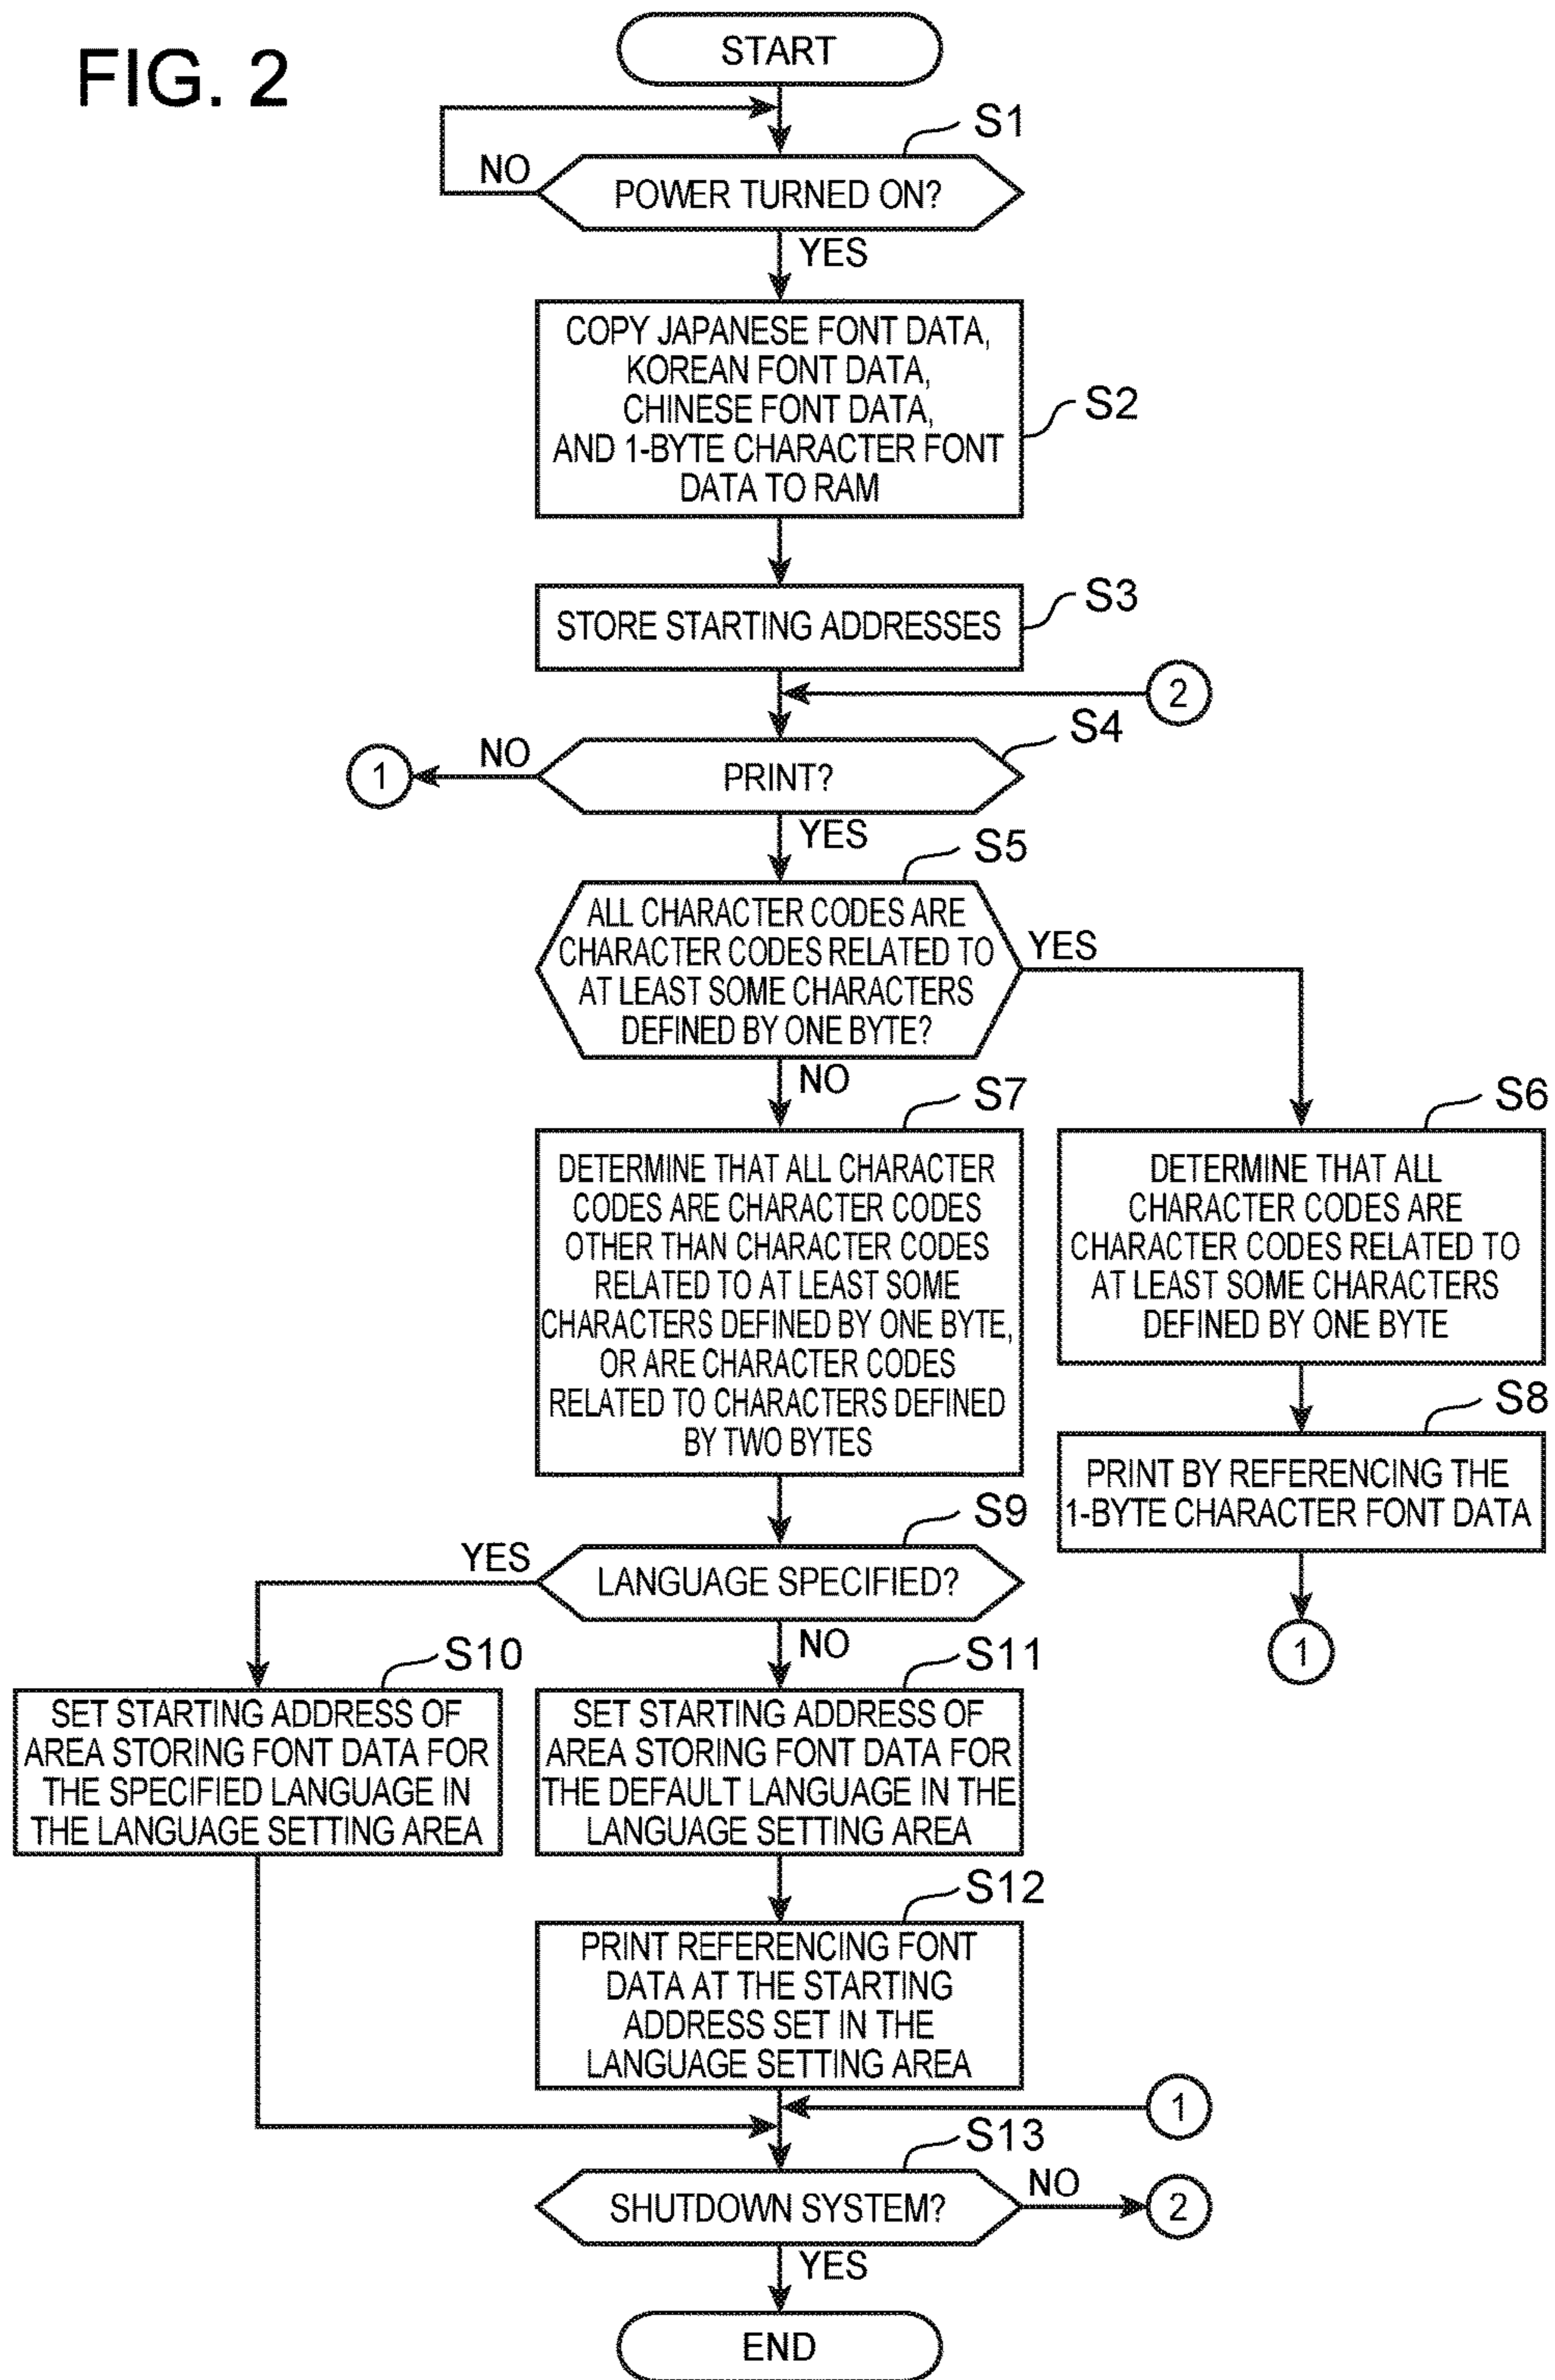 FIG. 2
START
S1
NO
POWER TURNED ON?
YES
COPY JAPANESE FONT DATA,
KOREAN FONT DATA,
CHINESE FONT DATA,
AND 1-BYTE CHARACTER FONT
DATA TO RAM
S2
S3
STORE STARTING ADDRESSES
2
S4
NO
1
PRINT?
YES
S5
ALL CHARACTER CODES ARE
CHARACTER CODES RELATED TO
AT LEAST SOME CHARACTERS
DEFINED BY ONE BYTE?
YES
NO
S7
DETERMINE THAT ALL CHARACTER
CODES ARE CHARACTER CODES
OTHER THAN CHARACTER CODES
RELATED TO AT LEAST SOME
CHARACTERS DEFINED BY ONE BYTE,
OR ARE CHARACTER CODES
RELATED TO CHARACTERS DEFINED
BY TWO BYTES
S6
DETERMINE THAT ALL
CHARACTER CODES ARE
CHARACTER CODES RELATED TO
AT LEAST SOME CHARACTERS
DEFINED BY ONE BYTE
S8
PRINT BY REFERENCING THE
1-BYTE CHARACTER FONT DATA
1
S9
YES
LANGUAGE SPECIFIED?
NO
S10
SET STARTING ADDRESS OF
AREA STORING FONT DATA FOR
THE SPECIFIED LANGUAGE IN
THE LANGUAGE SETTING AREA
S11
SET STARTING ADDRESS OF
AREA STORING FONT DATA FOR
THE DEFAULT LANGUAGE IN THE
LANGUAGE SETTING AREA
S12
PRINT REFERENCING FONT
DATA AT THE STARTING
ADDRESS SET IN THE
LANGUAGE SETTING AREA
1
S13
SHUTDOWN SYSTEM?
NO
2
YES
END